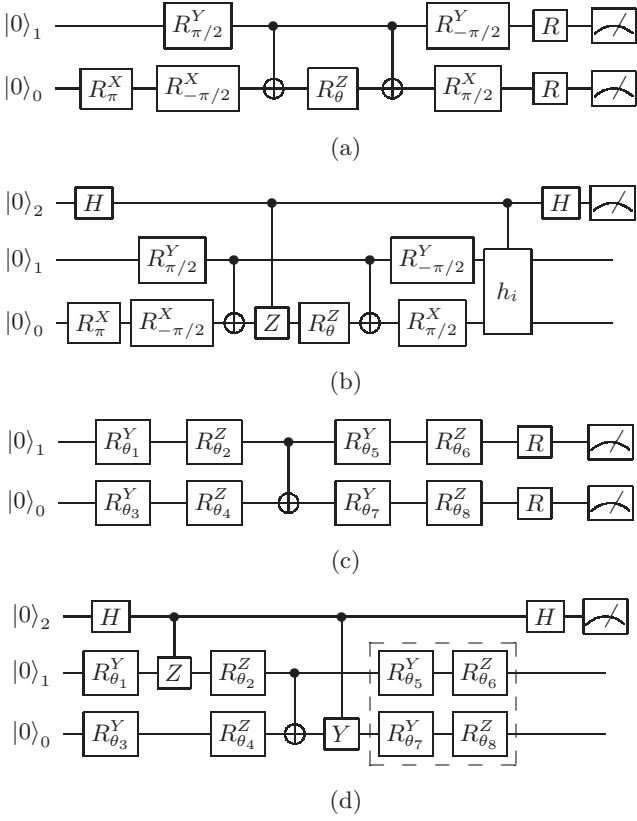 |0⟩₁ R^Y_{π/2} R^Y_{−π/2} R
|0⟩₀ R^X_π R^X_{−π/2} R^Z_θ R^X_{π/2} R
(a)
|0⟩₂ H H
|0⟩₁ R^Y_{π/2} R^Y_{−π/2} h_i
|0⟩₀ R^X_π R^X_{−π/2} Z R^Z_θ R^X_{π/2}
(b)
|0⟩₁ R^Y_{θ₁} R^Z_{θ₂} R^Y_{θ₅} R^Z_{θ₆} R
|0⟩₀ R^Y_{θ₃} R^Z_{θ₄} R^Y_{θ₇} R^Z_{θ₈} R
(c)
|0⟩₂ H H
|0⟩₁ R^Y_{θ₁} Z R^Z_{θ₂} R^Y_{θ₅} R^Z_{θ₆}
|0⟩₀ R^Y_{θ₃} R^Z_{θ₄} Y R^Y_{θ₇} R^Z_{θ₈}
(d)